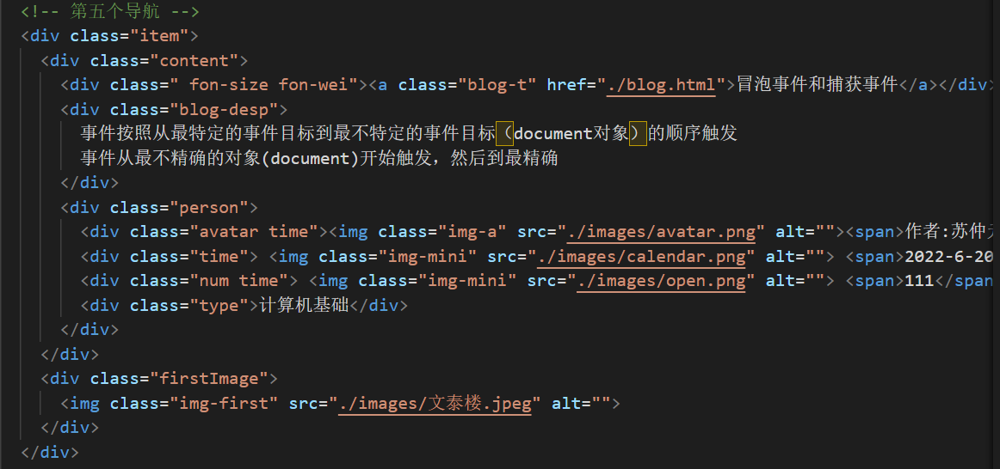 <!-- 第五个导航 -->
<div class="item">
<div class="content">
<div class=" fon-size fon-wei"><a class="blog-t" href="./blog.html">冒泡事件和捕获事件</a></div>
<div class="blog-desp">
事件按照从最特定的事件目标到最不特定的事件目标（document对象）的顺序触发
事件从最不精确的对象(document)开始触发，然后到最精确
</div>
<div class="person">
<div class="avatar time"><img class="img-a" src="./images/avatar.png" alt=""><span>作者:苏仲
<div class="time"> <img class="img-mini" src="./images/calendar.png" alt=""> <span>2022-6-20
<div class="num time"> <img class="img-mini" src="./images/open.png" alt=""> <span>111</span
<div class="type">计算机基础</div>
</div>
</div>
<div class="firstImage">
<img class="img-first" src="./images/文泰楼.jpeg" alt="">
</div>
</div>